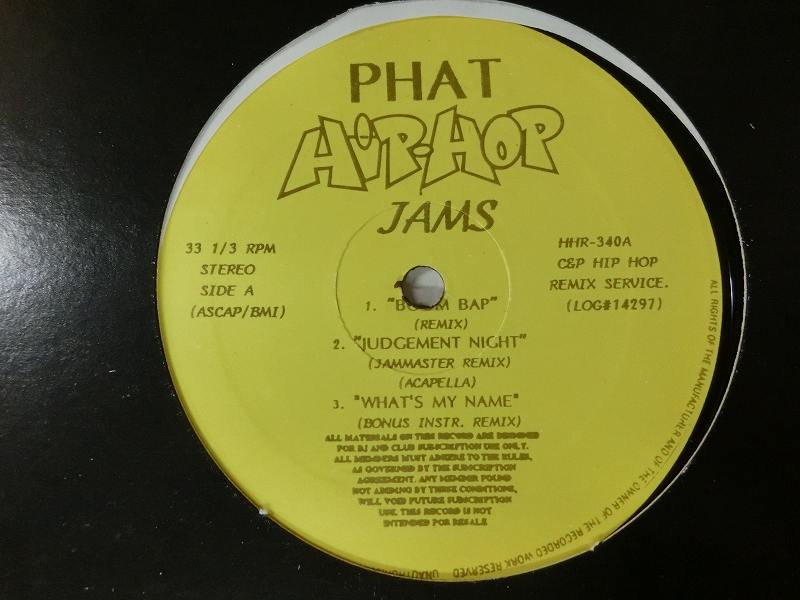 PHAT
HIP-HOP
JAMS
33 1/3 RPM
STEREO
SIDE A
(ASCAP/BMI)
HHR-340A
C&P HIP HOP
REMIX SERVICE.
(LOG#14297)
1. "BOOM BAP"
(REMIX)
2. "JUDGEMENT NIGHT"
(JAMMASTER REMIX)
(ACAPELLA)
3. "WHAT'S MY NAME"
(BONUS INSTR. REMIX)
ALL MATERIALS ON THIS RECORD ARE DESIGNED
FOR DJ AND CLUB SUBSCRIPTION USE ONLY.
ALL MEMBERS MUST ADHERE TO THE RULES,
AS GOVERNED BY THE SUBSCRIPTION
AGREEMENT. ANY MEMBER FOUND
NOT ABIDING BY THESE CONDITIONS,
WILL VOID FUTURE SUBSCRIPTION
USE. THIS RECORD IS NOT
INTENDED FOR RESALE
ALL RIGHTS OF THE MANUFACTUHER AND OF THE OWNER OF THE RECORDED WORK RESERVED